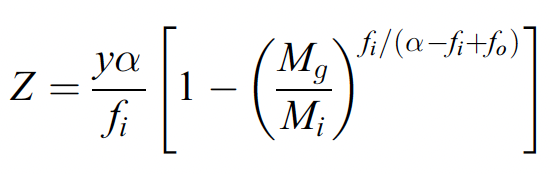 Z = \frac{y\alpha}{f_i} \left[ 1 - \left( \frac{M_g}{M_i} \right)^{f_i/(\alpha - f_i + f_o)} \right]